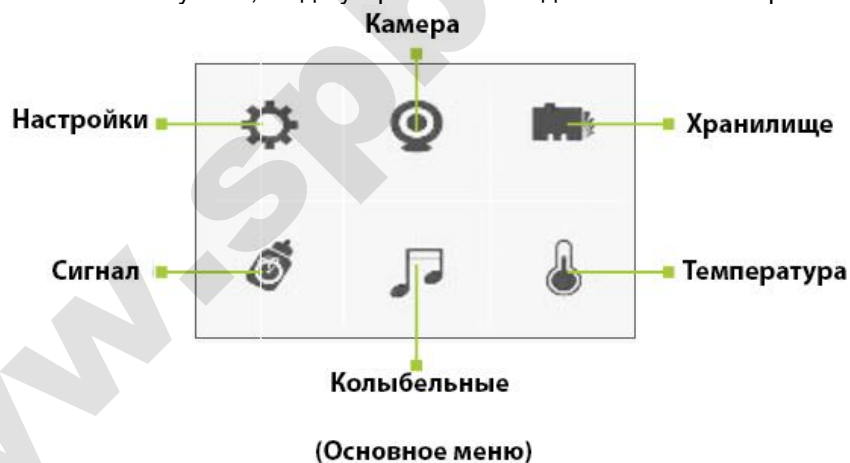 Камера
Настройки
Хранилище
Сигнал
Температура
Колыбельные
(Основное меню)